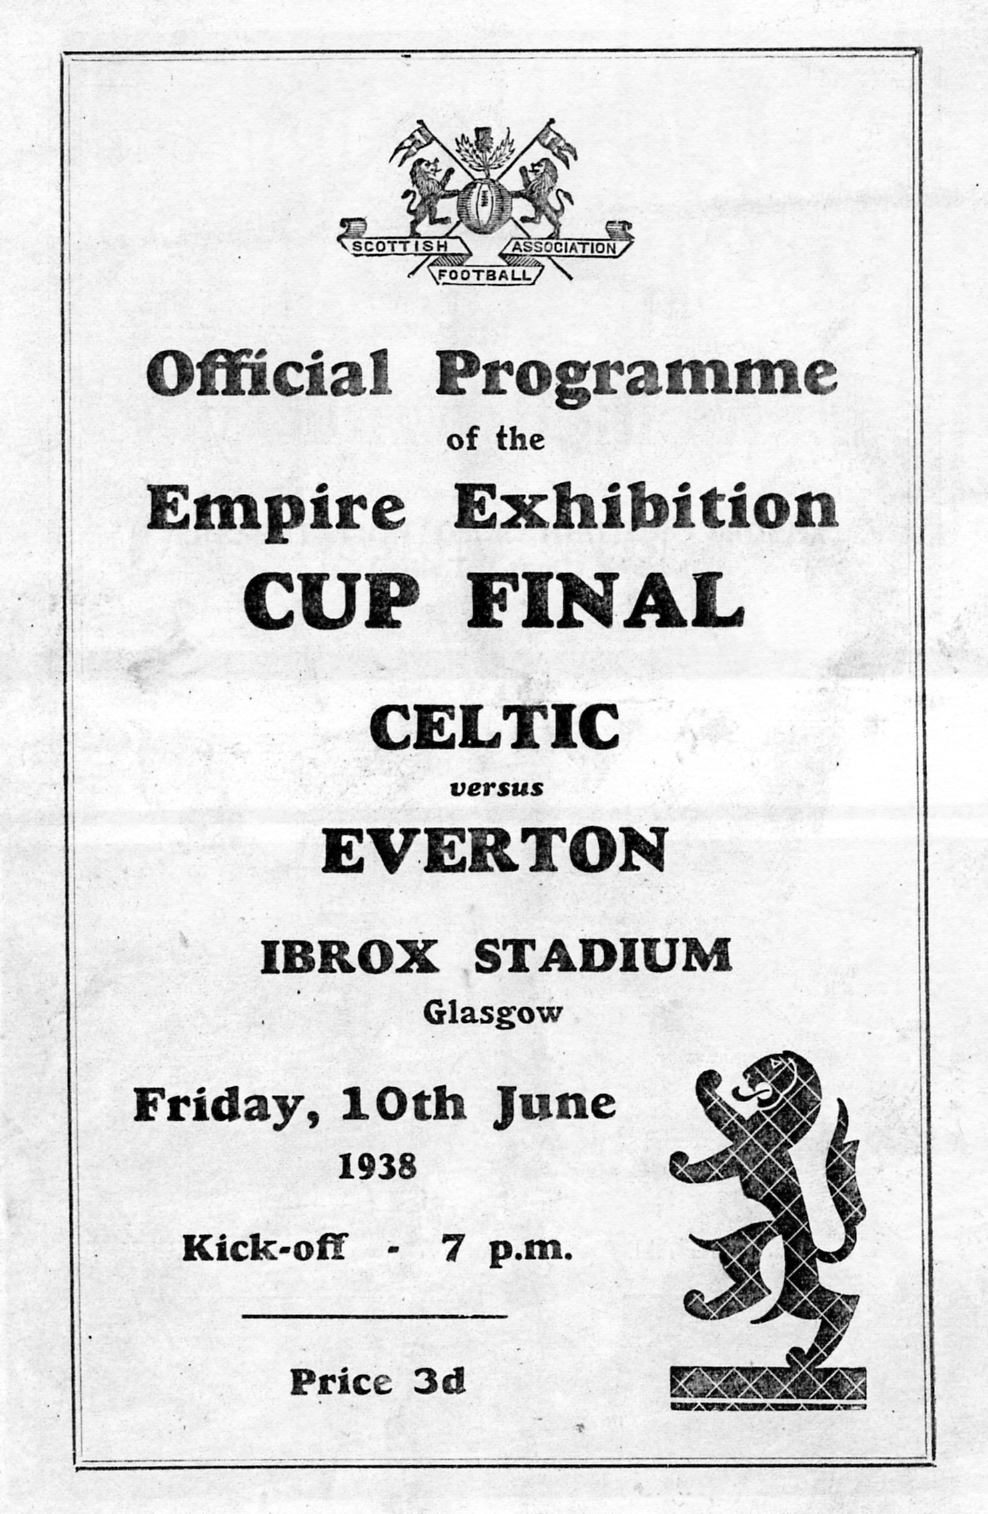 SCOTTISH ASSOCIATION
FOOTBALL
Official Programme
of the
Empire Exhibition
CUP FINAL
CELTIC
versus
EVERTON
IBROX STADIUM
Glasgow
Friday, 10th June
1938
Kick-off - 7 p.m.
Price 3d